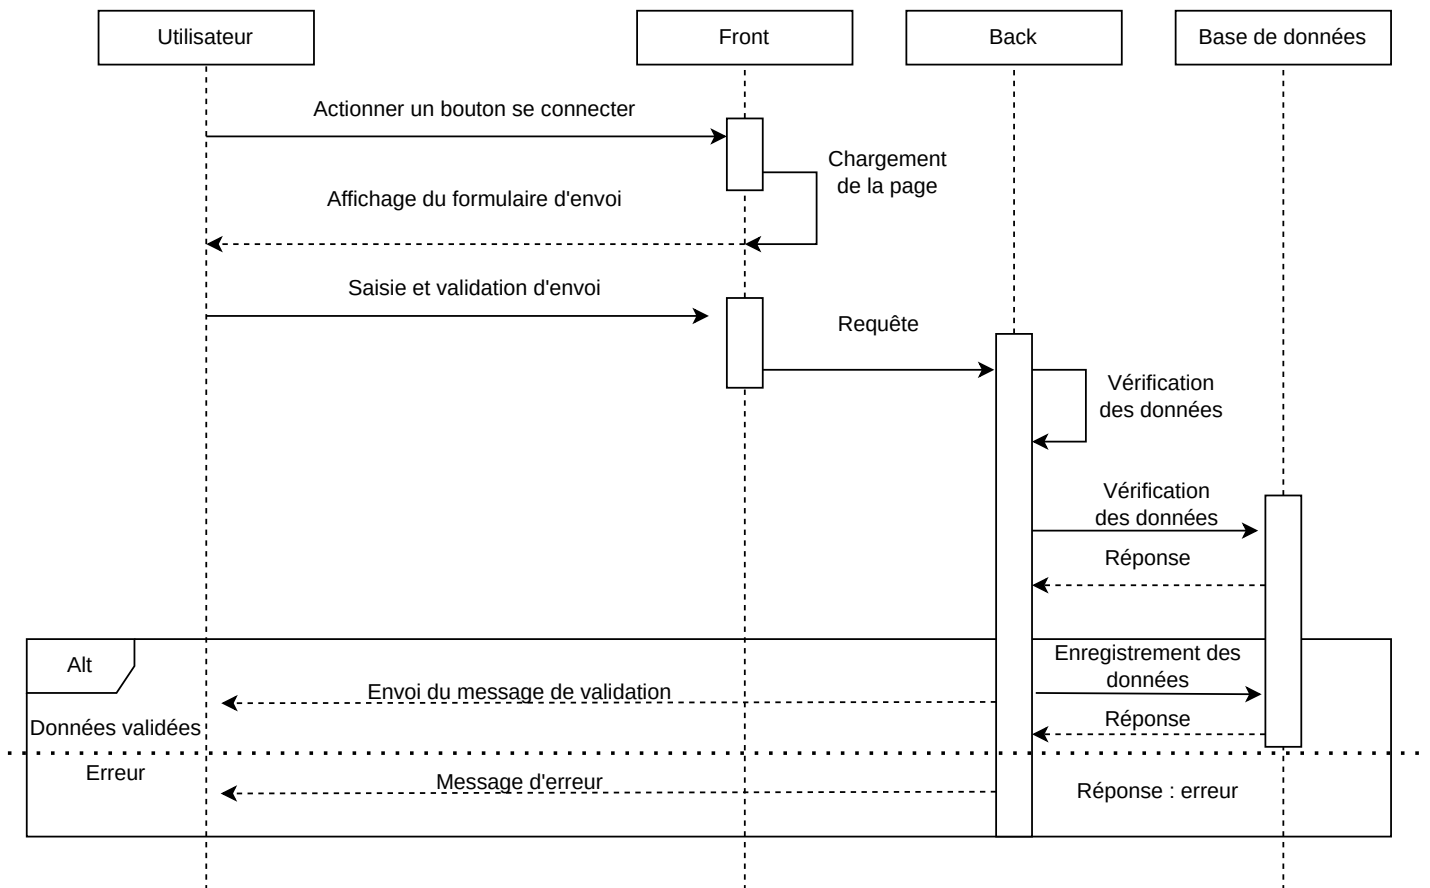 Utilisateur
Front
Back
Base de données
Actionner un bouton se connecter
Chargement
de la page
Affichage du formulaire d'envoi
Saisie et validation d'envoi
Requête
Vérification
des données
Vérification
des données
Réponse
Alt
Enregistrement des
données
Envoi du message de validation
Réponse
Données validées
Erreur
Message d'erreur
Réponse : erreur